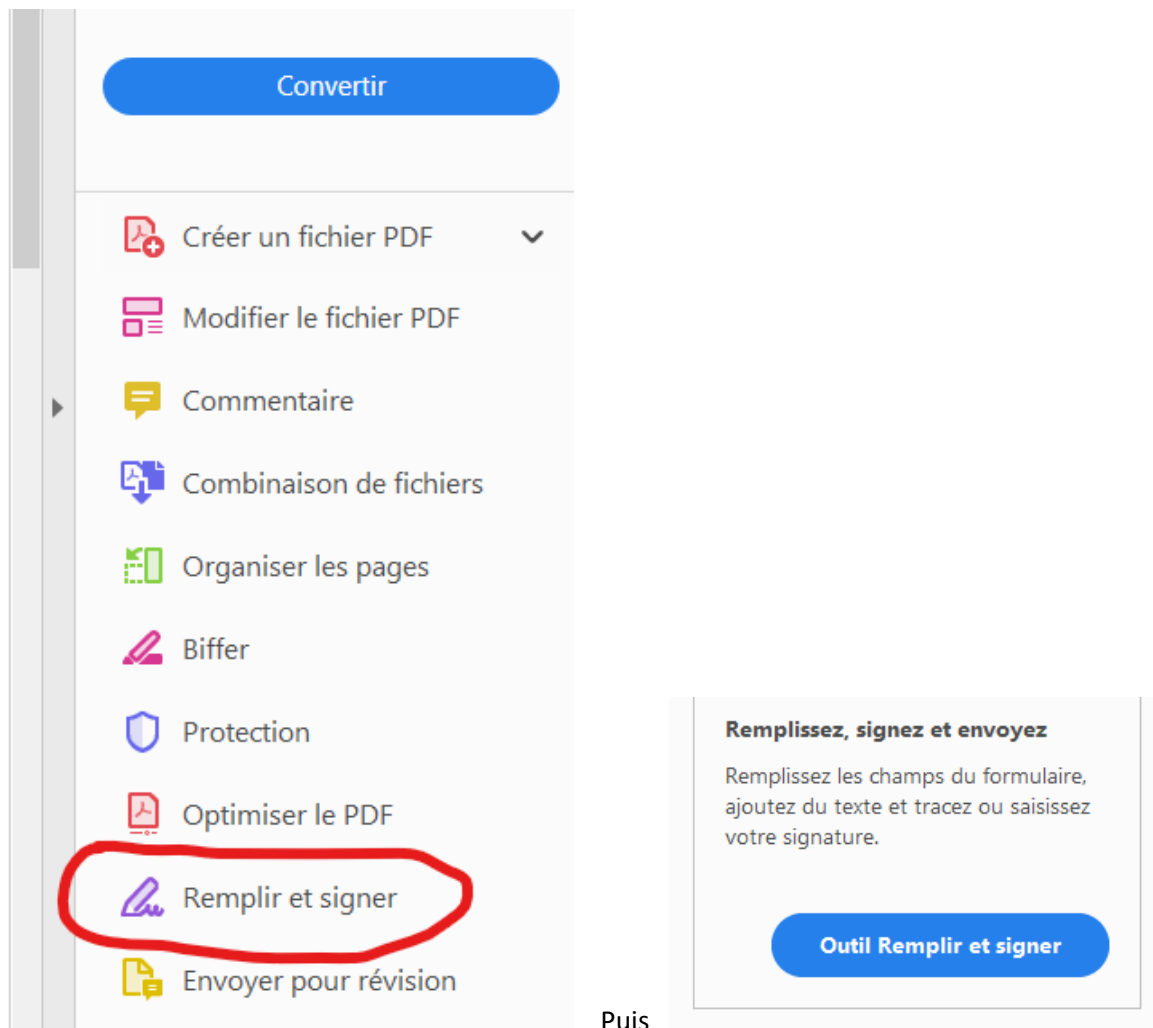 Convertir
Créer un fichier PDF
Modifier le fichier PDF
Commentaire
Combinaison de fichiers
Organiser les pages
Biffer
Protection
Optimiser le PDF
Remplir et signer
Envoyer pour révision
Puis
Remplissez, signez et envoyez
Remplissez les champs du formulaire,
ajoutez du texte et tracez ou saisissez
votre signature.
Outil Remplir et signer